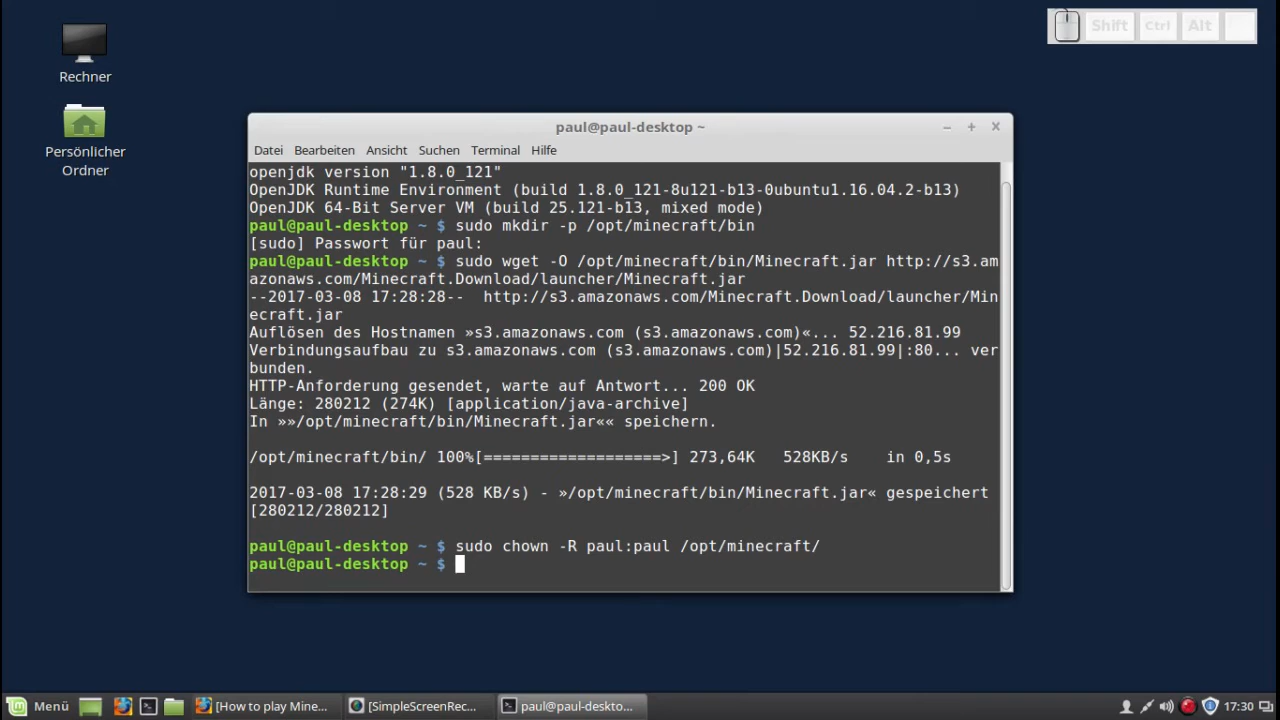 Shift Ctrl Alt
Rechner
Persönlicher
Ordner
paul@paul-desktop ~
Datei Bearbeiten Ansicht Suchen Terminal Hilfe
openjdk version "1.8.0_121"
OpenJDK Runtime Environment (build 1.8.0_121-8u121-b13-0ubuntu1.16.04.2-b13)
OpenJDK 64-Bit Server VM (build 25.121-b13, mixed mode)
paul@paul-desktop ~ $ sudo mkdir -p /opt/minecraft/bin
[sudo] Passwort für paul:
paul@paul-desktop ~ $ sudo wget -O /opt/minecraft/bin/Minecraft.jar http://s3.am
azonaws.com/Minecraft.Download/launcher/Minecraft.jar
--2017-03-08 17:28:28--  http://s3.amazonaws.com/Minecraft.Download/launcher/Min
ecraft.jar
Auflösen des Hostnamen »s3.amazonaws.com (s3.amazonaws.com)«... 52.216.81.99
Verbindungsaufbau zu s3.amazonaws.com (s3.amazonaws.com)|52.216.81.99|:80... ver
bunden.
HTTP-Anforderung gesendet, warte auf Antwort... 200 OK
Länge: 280212 (274K) [application/java-archive]
In »»/opt/minecraft/bin/Minecraft.jar«« speichern.
/opt/minecraft/bin/ 100%[===================>] 273,64K   528KB/s    in 0,5s
2017-03-08 17:28:29 (528 KB/s) - »/opt/minecraft/bin/Minecraft.jar« gespeichert
[280212/280212]
paul@paul-desktop ~ $ sudo chown -R paul:paul /opt/minecraft/
paul@paul-desktop ~ $
Menü [How to play Mine... [SimpleScreenRec... paul@paul-deskto... 17:30